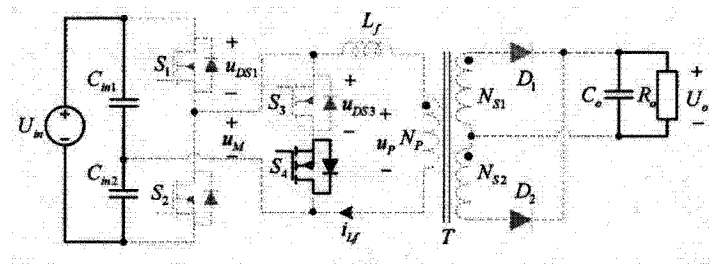 L_f
S_1
+
u_DS1
−
C_in1
S_3
+
u_DS3
−
U_in
+
−
+
u_M
−
+
u_P
−
N_P
N_S1
D_1
C_o
R_o
+
U_o
−
C_in2
S_2
S_4
i_Lf
T
N_S2
D_2